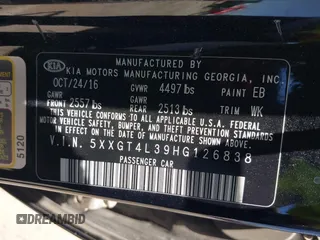 MANUFACTURED BY
KIA
KIA MOTORS MANUFACTURING GEORGIA, INC.
OCT/24/16 GVWR 4497 lbs PAINT EB
GAWR FRONT 2557 lbs GAWR REAR 2513 lbs TRIM WK
THIS VEHICLE CONFORMS TO ALL APPLICABLE
FEDERAL MOTOR VEHICLE SAFETY, BUMPER, AND
THEFT PREVENTION STANDARDS IN EFFECT ON
THE DATE OF MANUFACTURE SHOWN ABOVE.
V.I.N. 5XXGT4L39HG126838
PASSENGER CAR
5120
DREAMBID